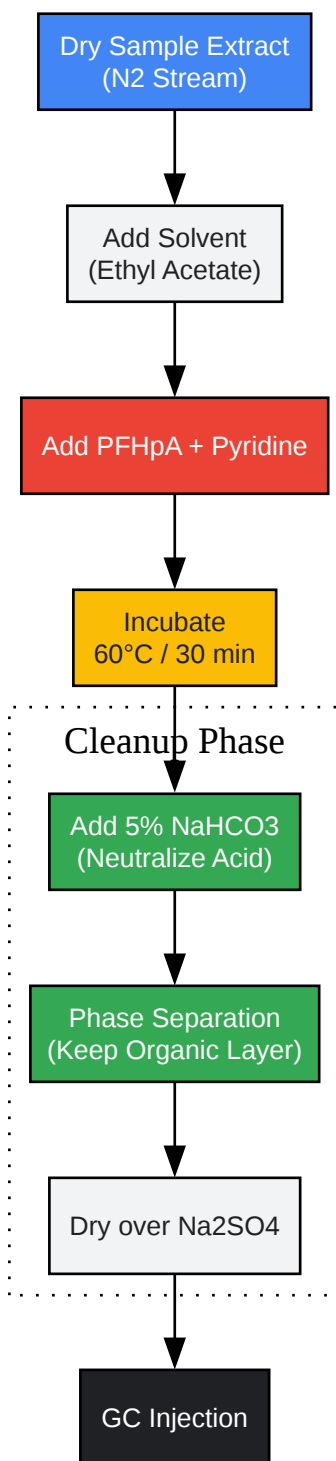 Dry Sample Extract
(N2 Stream)
Add Solvent
(Ethyl Acetate)
Add PFHpA + Pyridine
Incubate
60°C / 30 min
Cleanup Phase
Add 5% NaHCO3
(Neutralize Acid)
Phase Separation
(Keep Organic Layer)
Dry over Na2SO4
GC Injection